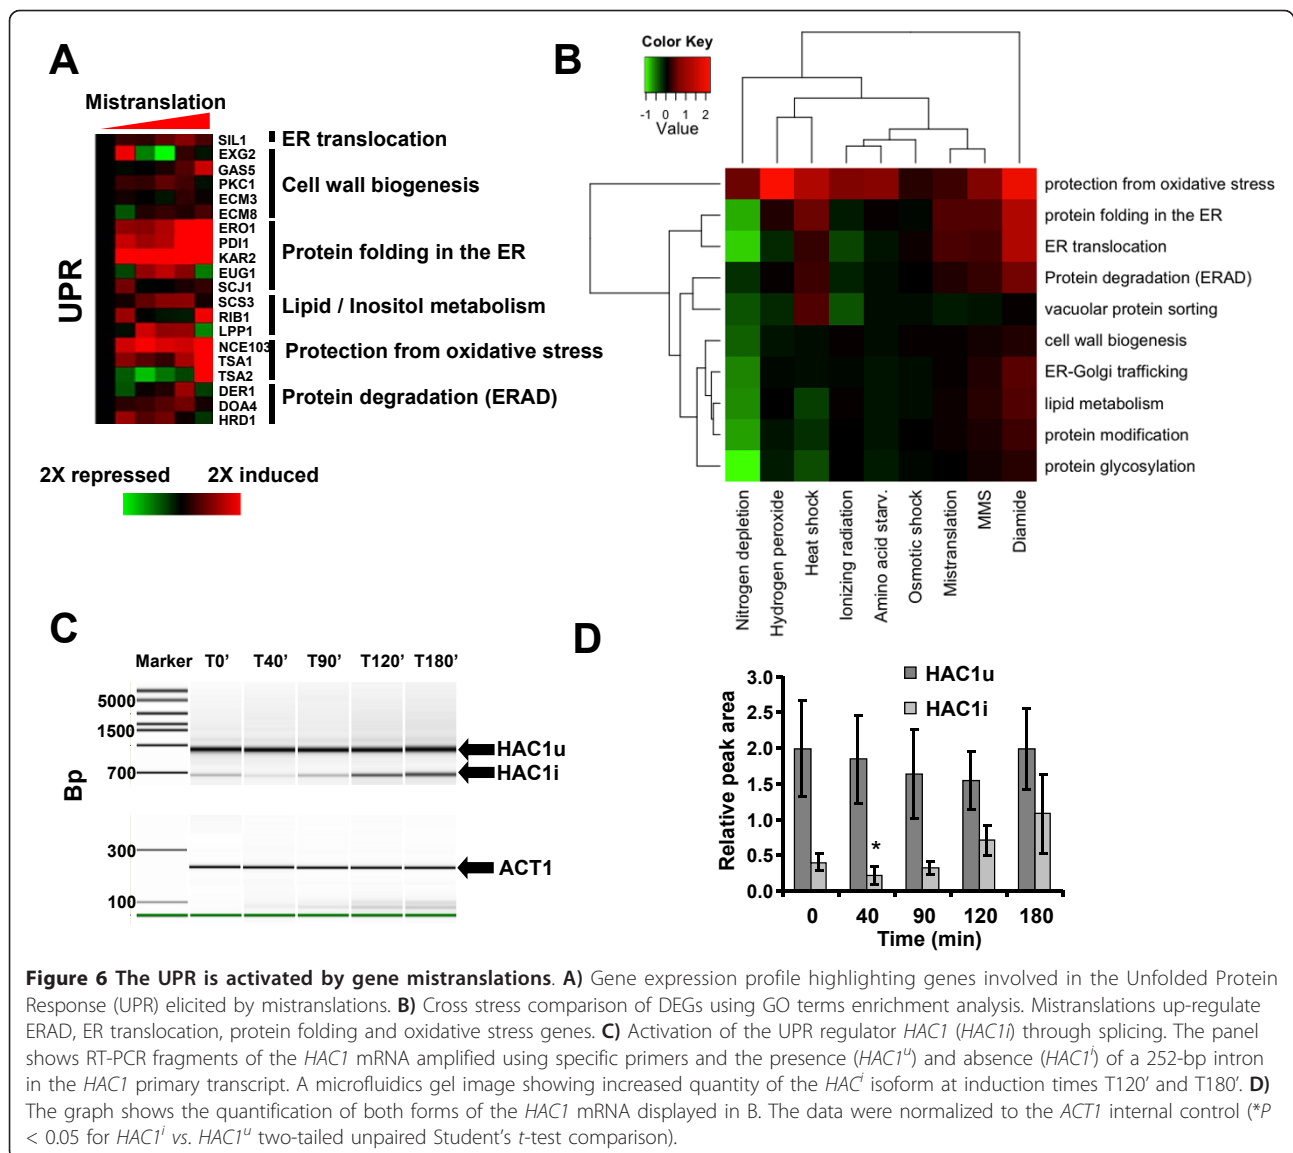 A
Mistranslation
UPR
SIL1
EXG2
GAS5
PKC1
ECM3
ECM8
ERO1
PDI1
KAR2
EUG1
SCJ1
SCS3
RIB1
LPP1
NCE103
TSA1
TSA2
DER1
DOA4
HRD1
ER translocation
Cell wall biogenesis
Protein folding in the ER
Lipid / Inositol metabolism
Protection from oxidative stress
Protein degradation (ERAD)
2X repressed 2X induced
B
Color Key
-1 0 1 2
Value
protection from oxidative stress
protein folding in the ER
ER translocation
Protein degradation (ERAD)
vacuolar protein sorting
cell wall biogenesis
ER-Golgi trafficking
lipid metabolism
protein modification
protein glycosylation
Nitrogen depletion
Hydrogen peroxide
Heat shock
Ionizing radiation
Amino acid starv.
Osmotic shock
Mistranslation
MMS
Diamide
C
Marker T0’ T40’ T90’ T120’ T180’
Bp
5000
1500
700
300
100
HAC1u
HAC1i
ACT1
D
HAC1u
HAC1i
Relative peak area
3.0
2.5
2.0
1.5
1.0
0.5
0.0
*
0 40 90 120 180
Time (min)
Figure 6 The UPR is activated by gene mistranslations. A) Gene expression profile highlighting genes involved in the Unfolded Protein
Response (UPR) elicited by mistranslations. B) Cross stress comparison of DEGs using GO terms enrichment analysis. Mistranslations up-regulate
ERAD, ER translocation, protein folding and oxidative stress genes. C) Activation of the UPR regulator HAC1 (HAC1i) through splicing. The panel
shows RT-PCR fragments of the HAC1 mRNA amplified using specific primers and the presence (HAC1ᵘ) and absence (HAC1ⁱ) of a 252-bp intron
in the HAC1 primary transcript. A microfluidics gel image showing increased quantity of the HACⁱ isoform at induction times T120’ and T180’. D)
The graph shows the quantification of both forms of the HAC1 mRNA displayed in B. The data were normalized to the ACT1 internal control (*P
< 0.05 for HAC1ⁱ vs. HAC1ᵘ two-tailed unpaired Student’s t-test comparison).